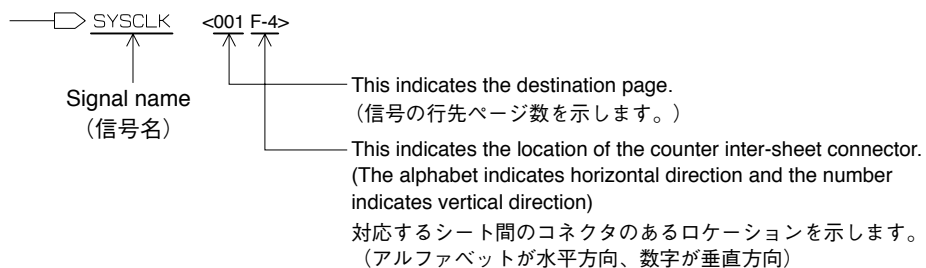 SYSCLK <001 F-4>
Signal name
（信号名）
This indicates the destination page.
（信号の行先ページ数を示します。）
This indicates the location of the counter inter-sheet connector.
(The alphabet indicates horizontal direction and the number
indicates vertical direction)
対応するシート間のコネクタのあるロケーションを示します。
（アルファベットが水平方向、数字が垂直方向）